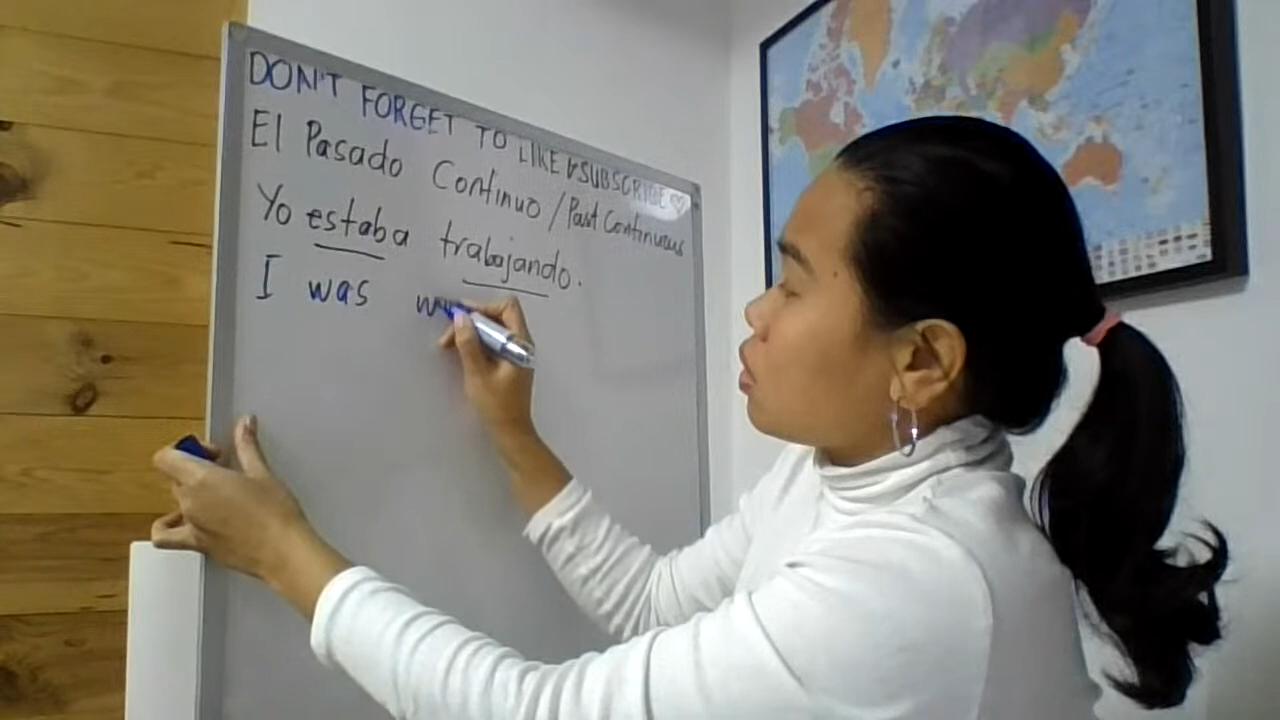 DON'T FORGET TO LIKE & SUBSCRIBE ♡
El Pasado Continuo / Past Continuous
Yo estaba trabajando.
I was w